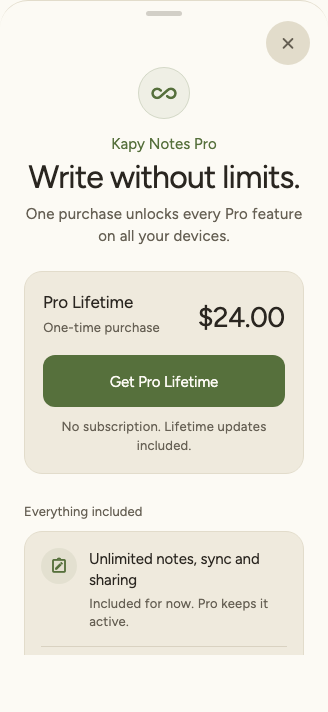 Kapy Notes Pro
Write without limits.
One purchase unlocks every Pro feature
on all your devices.
Pro Lifetime
One-time purchase
$24.00
Get Pro Lifetime
No subscription. Lifetime updates
included.
Everything included
Unlimited notes, sync and
sharing
Included for now. Pro keeps it
active.